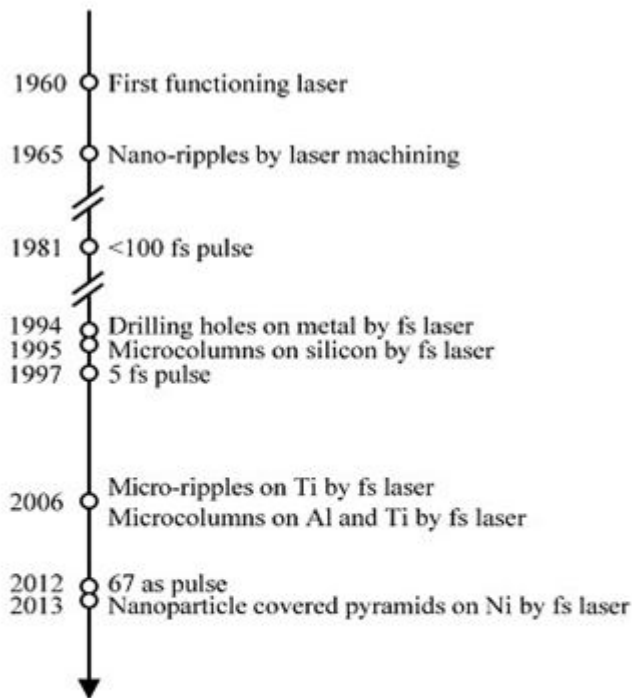 1960 First functioning laser
1965 Nano-ripples by laser machining
1981 <100 fs pulse
1994 Drilling holes on metal by fs laser
1995 Microcolumns on silicon by fs laser
1997 5 fs pulse
Micro-ripples on Ti by fs laser
2006
Microcolumns on Al and Ti by fs laser
2012 67 as pulse
2013 Nanoparticle covered pyramids on Ni by fs laser